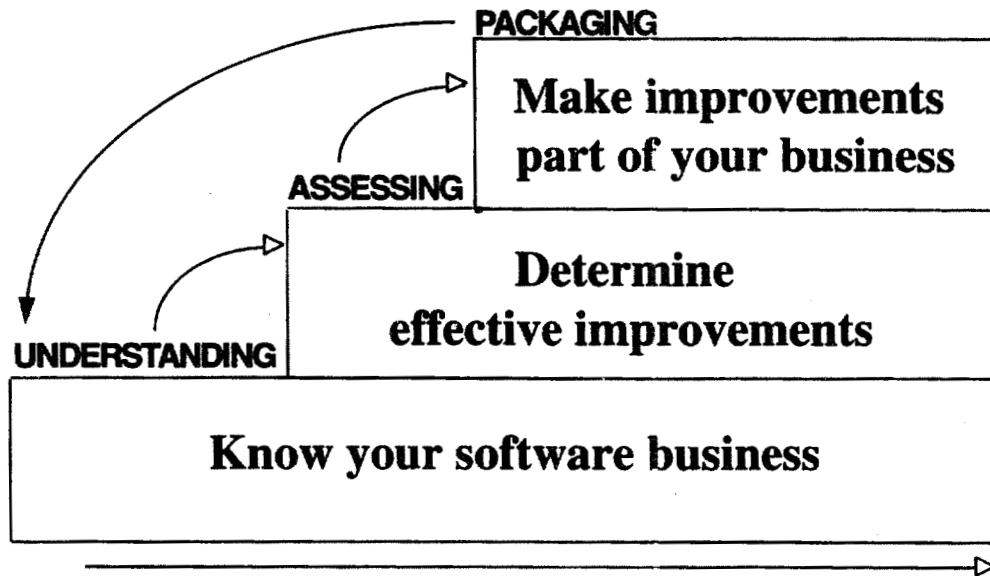 PACKAGING
Make improvements
part of your business
ASSESSING
Determine
effective improvements
UNDERSTANDING
Know your software business